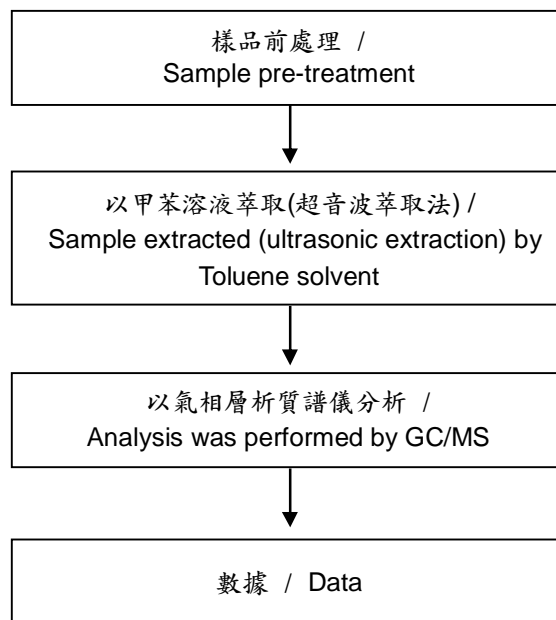 樣品前處理 /
Sample pre-treatment
以甲苯溶液萃取(超音波萃取法) /
Sample extracted (ultrasonic extraction) by
Toluene solvent
以氣相層析質譜儀分析 /
Analysis was performed by GC/MS
數據 / Data